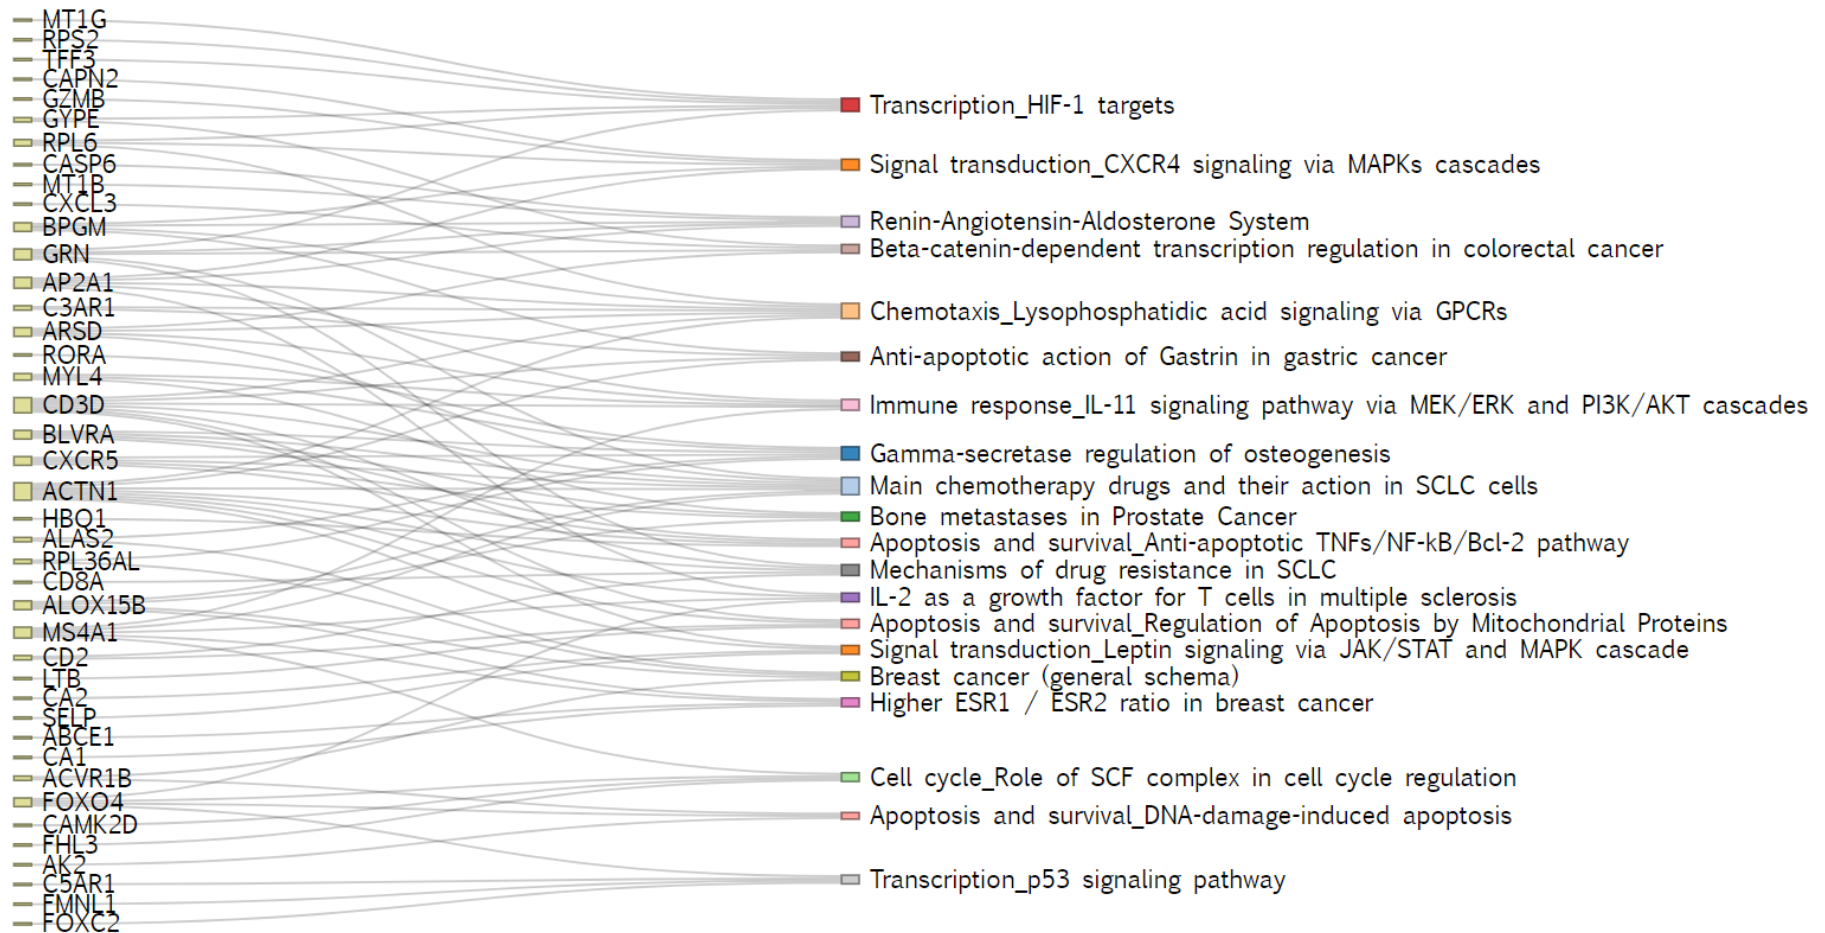 MT1G
RPS2
TFF3
CAPN2
GZMB
GYPE
RPL6
CASP6
MT1B
CXCL3
BPGM
GRN
AP2A1
C3AR1
ARSD
RORA
MYL4
CD3D
BLVRA
CXCR5
ACTN1
HBQ1
ALAS2
RPL36AL
CD8A
ALOX15B
MS4A1
CD2
LTB
CA2
SELP
ABCE1
CA1
ACVR1B
FOXO4
CAMK2D
FHL3
AK2
C5AR1
FMNL1
FOXC2
Transcription_HIF-1 targets
Signal transduction_CXCR4 signaling via MAPKs cascades
Renin-Angiotensin-Aldosterone System
Beta-catenin-dependent transcription regulation in colorectal cancer
Chemotaxis_Lysophosphatidic acid signaling via GPCRs
Anti-apoptotic action of Gastrin in gastric cancer
Immune response_IL-11 signaling pathway via MEK/ERK and PI3K/AKT cascades
Gamma-secretase regulation of osteogenesis
Main chemotherapy drugs and their action in SCLC cells
Bone metastases in Prostate Cancer
Apoptosis and survival_Anti-apoptotic TNFs/NF-kB/Bcl-2 pathway
Mechanisms of drug resistance in SCLC
IL-2 as a growth factor for T cells in multiple sclerosis
Apoptosis and survival_Regulation of Apoptosis by Mitochondrial Proteins
Signal transduction_Leptin signaling via JAK/STAT and MAPK cascade
Breast cancer (general schema)
Higher ESR1 / ESR2 ratio in breast cancer
Cell cycle_Role of SCF complex in cell cycle regulation
Apoptosis and survival_DNA-damage-induced apoptosis
Transcription_p53 signaling pathway